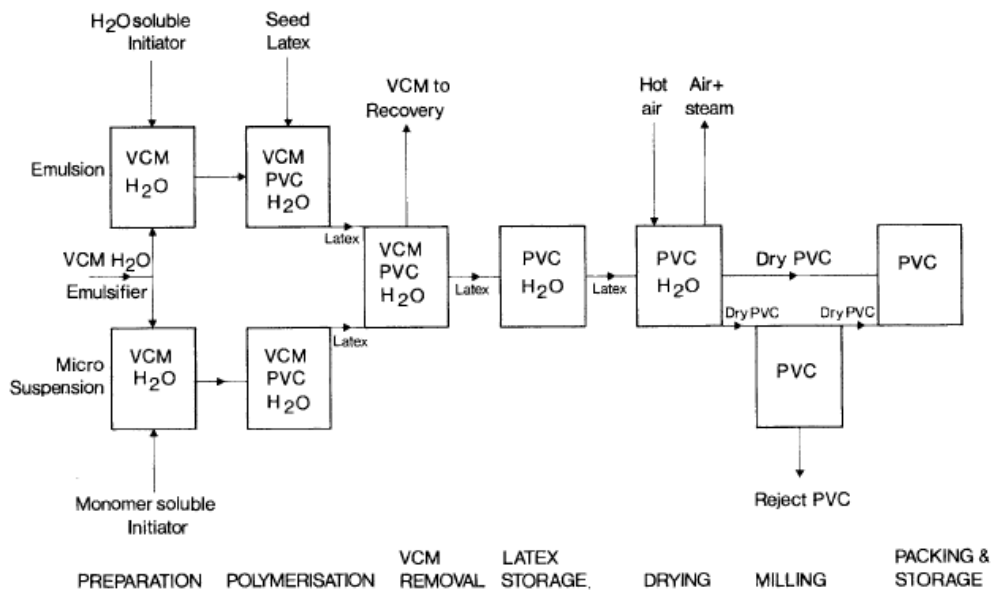 H2O soluble
Initiator
Seed
Latex
VCM to
Recovery
Hot
air
Air+
steam
Emulsion
VCM
H2O
VCM
PVC
H2O
Latex
VCM H2O
Emulsifier
VCM
PVC
H2O
Latex
PVC
H2O
Latex
PVC
H2O
Dry PVC
PVC
Dry PVC
Dry PVC
Micro
Suspension
VCM
H2O
VCM
PVC
H2O
Latex
PVC
Reject PVC
Monomer soluble
Initiator
PREPARATION
POLYMERISATION
VCM
REMOVAL
LATEX
STORAGE.
DRYING
MILLING
PACKING &
STORAGE